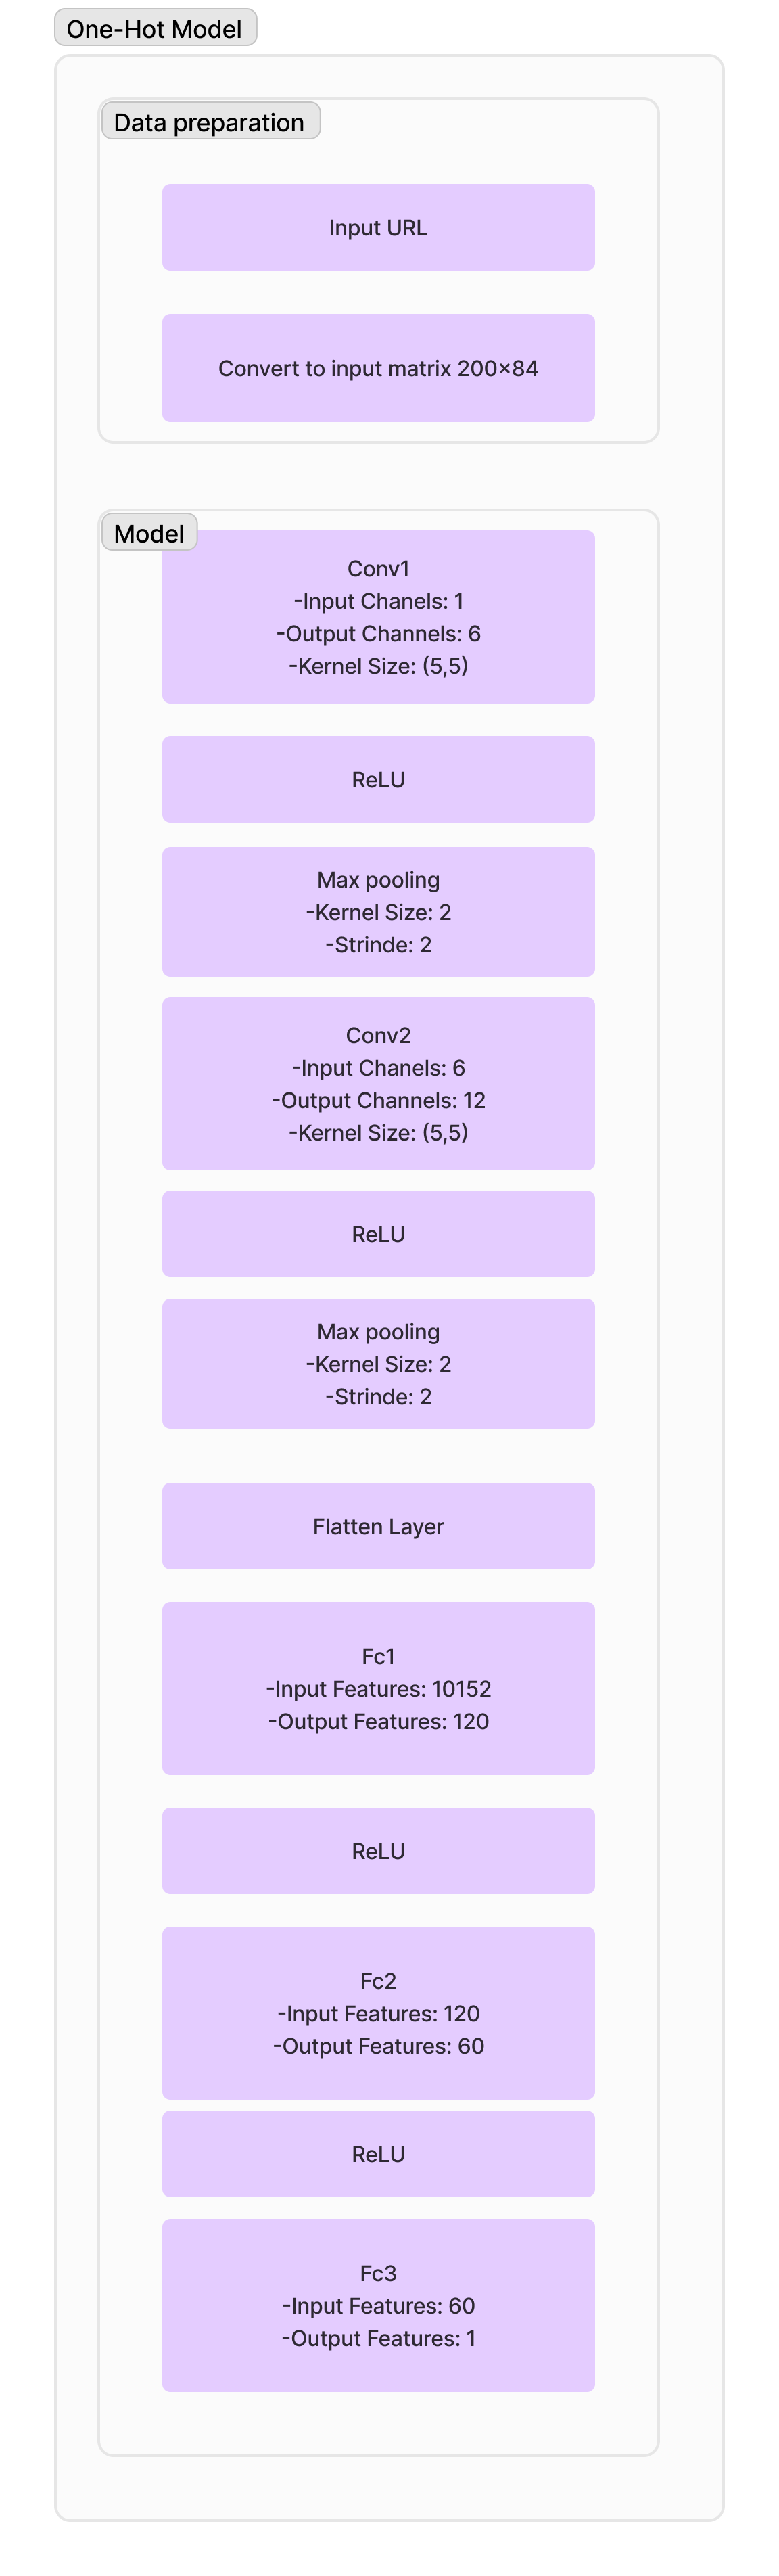 One-Hot Model
Data preparation
Input URL
Convert to input matrix 200×84
Model
Conv1
-Input Chanels: 1
-Output Channels: 6
-Kernel Size: (5,5)
ReLU
Max pooling
-Kernel Size: 2
-Strinde: 2
Conv2
-Input Chanels: 6
-Output Channels: 12
-Kernel Size: (5,5)
ReLU
Max pooling
-Kernel Size: 2
-Strinde: 2
Flatten Layer
Fc1
-Input Features: 10152
-Output Features: 120
ReLU
Fc2
-Input Features: 120
-Output Features: 60
ReLU
Fc3
-Input Features: 60
-Output Features: 1